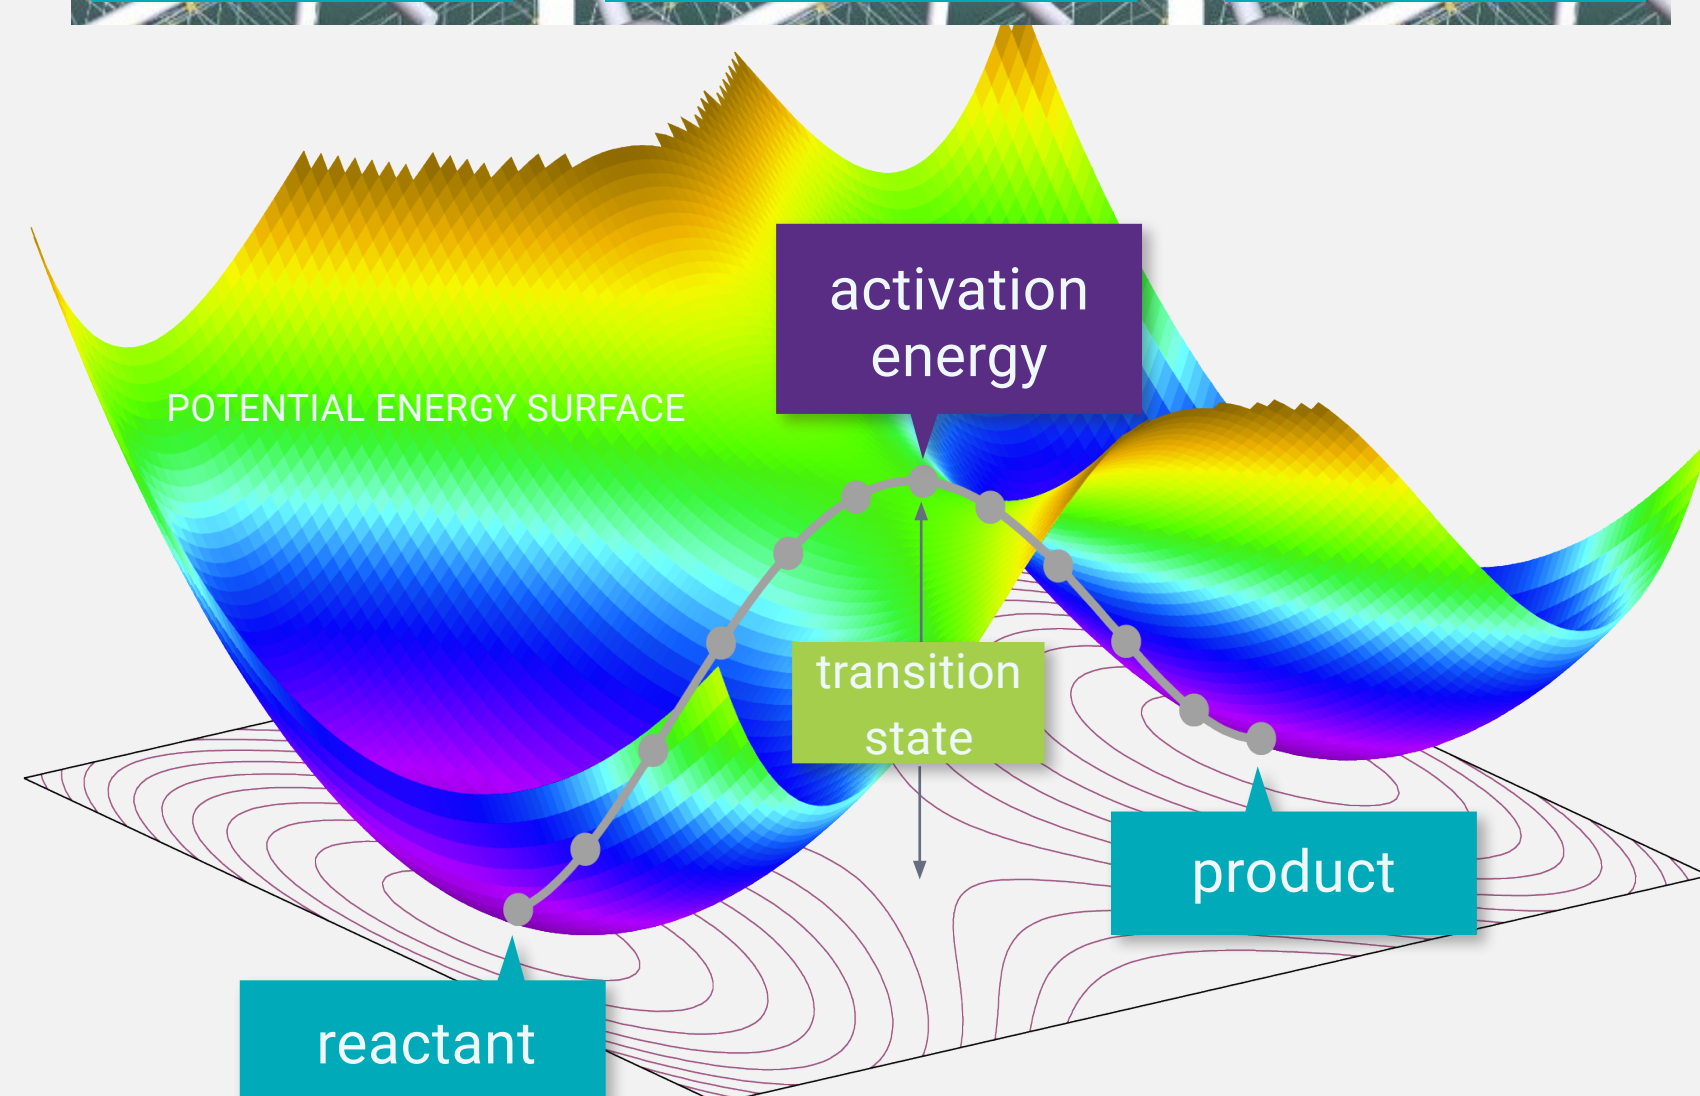 activation
energy
POTENTIAL ENERGY SURFACE
transition
state
product
reactant